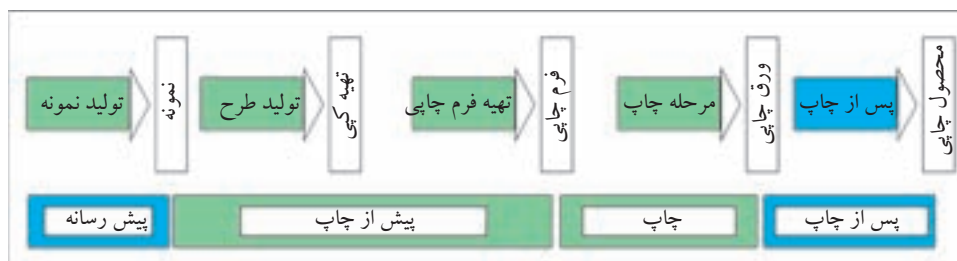 تولید نمونه
نمونه
تولید طرح
تهیه کپی
تهیه فرم چاپی
فرم چاپی
مرحله چاپ
ورق چاپی
پس از چاپ
محصول چاپی
پیش رسانه
پیش از چاپ
چاپ
پس از چاپ